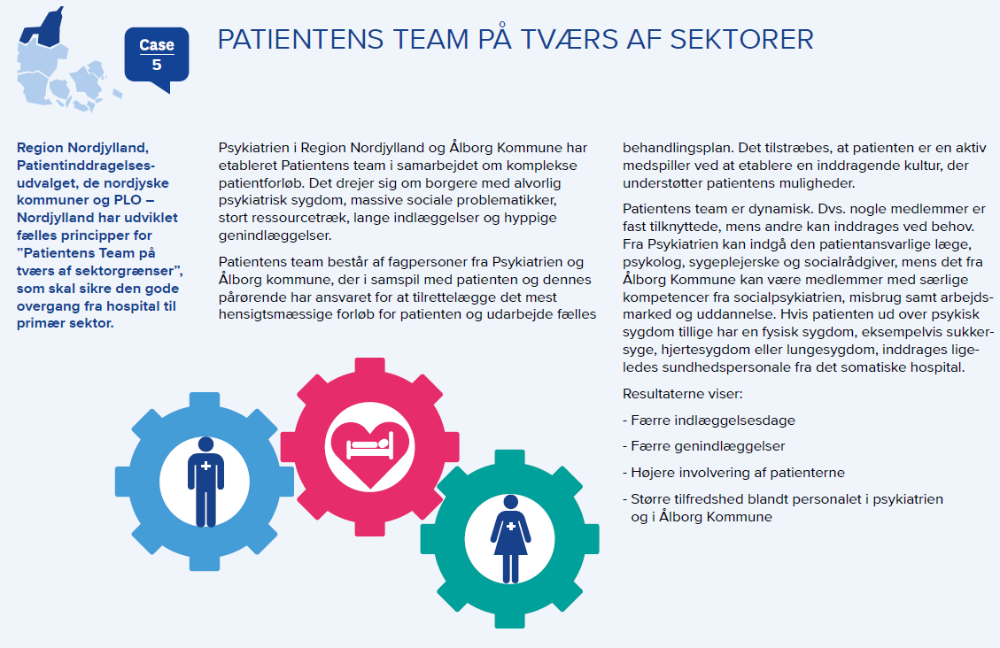 Case
5
PATIENTENS TEAM PÅ TVÆRS AF SEKTORER
Region Nordjylland,
Patientinddragelses-
udvalget, de nordjyske
kommuner og PLO –
Nordjylland har udviklet
fælles principper for
”Patientens Team på
tværs af sektorgrænser”,
som skal sikre den gode
overgang fra hospital til
primær sektor.
Psykiatrien i Region Nordjylland og Ålborg Kommune har
etableret Patientens team i samarbejdet om komplekse
patientforløb. Det drejer sig om borgere med alvorlig
psykiatrisk sygdom, massive sociale problematikker,
stort ressourcetræk, lange indlæggelser og hyppige
genindlæggelser.
Patientens team består af fagpersoner fra Psykiatrien og
Ålborg kommune, der i samspil med patienten og dennes
pårørende har ansvaret for at tilrettelægge det mest
hensigtsmæssige forløb for patienten og udarbejde fælles
behandlingsplan. Det tilstræbes, at patienten er en aktiv
medspiller ved at etablere en inddragende kultur, der
understøtter patientens muligheder.
Patientens team er dynamisk. Dvs. nogle medlemmer er
fast tilknyttede, mens andre kan inddrages ved behov.
Fra Psykiatrien kan indgå den patientansvarlige læge,
psykolog, sygeplejerske og socialrådgiver, mens det fra
Ålborg Kommune kan være medlemmer med særlige
kompetencer fra socialpsykiatrien, misbrug samt arbejds-
marked og uddannelse. Hvis patienten ud over psykisk
sygdom tillige har en fysisk sygdom, eksempelvis sukker-
syge, hjertesygdom eller lungesygdom, inddrages lige-
ledes sundhedspersonale fra det somatiske hospital.
Resultaterne viser:
- Færre indlæggelsesdage
- Færre genindlæggelser
- Højere involvering af patienterne
- Større tilfredshed blandt personalet i psykiatrien
og i Ålborg Kommune